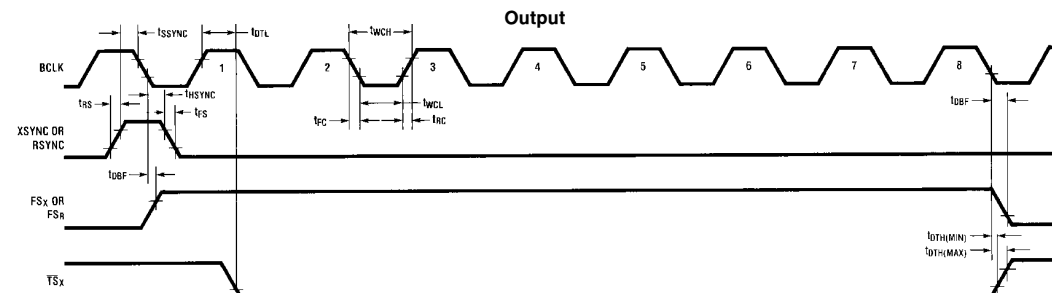 Output
tSSYNC
tDTL
tWCH
BCLK
1
2
3
4
5
6
7
8
tRS
tHSYNC
tFS
tWCL
tFC
tRC
tDBF
XSYNC OR
RSYNC
tDBF
FSX OR
FSR
tDTH(MIN)
tDTH(MAX)
TSX